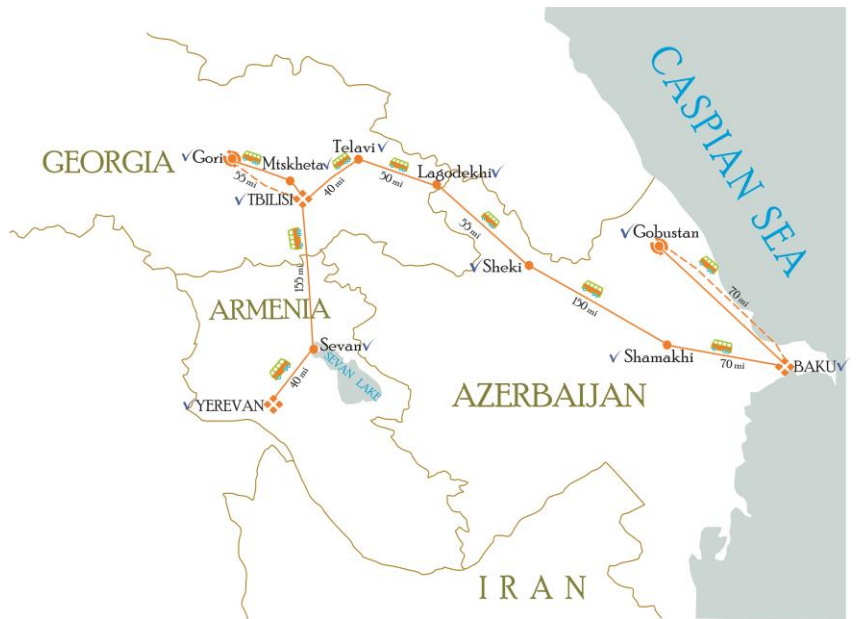 CASPIAN SEA
GEORGIA
Gori
Mtskheta
Telavi
Lagodekhi
55 mi
TBILISI
40 mi
50 mi
55 mi
Gobustan
70 mi
155 mi
Sheki
150 mi
ARMENIA
Sevan
SEVAN LAKE
40 mi
YEREVAN
Shamakhi
70 mi
BAKU
AZERBAIJAN
IRAN